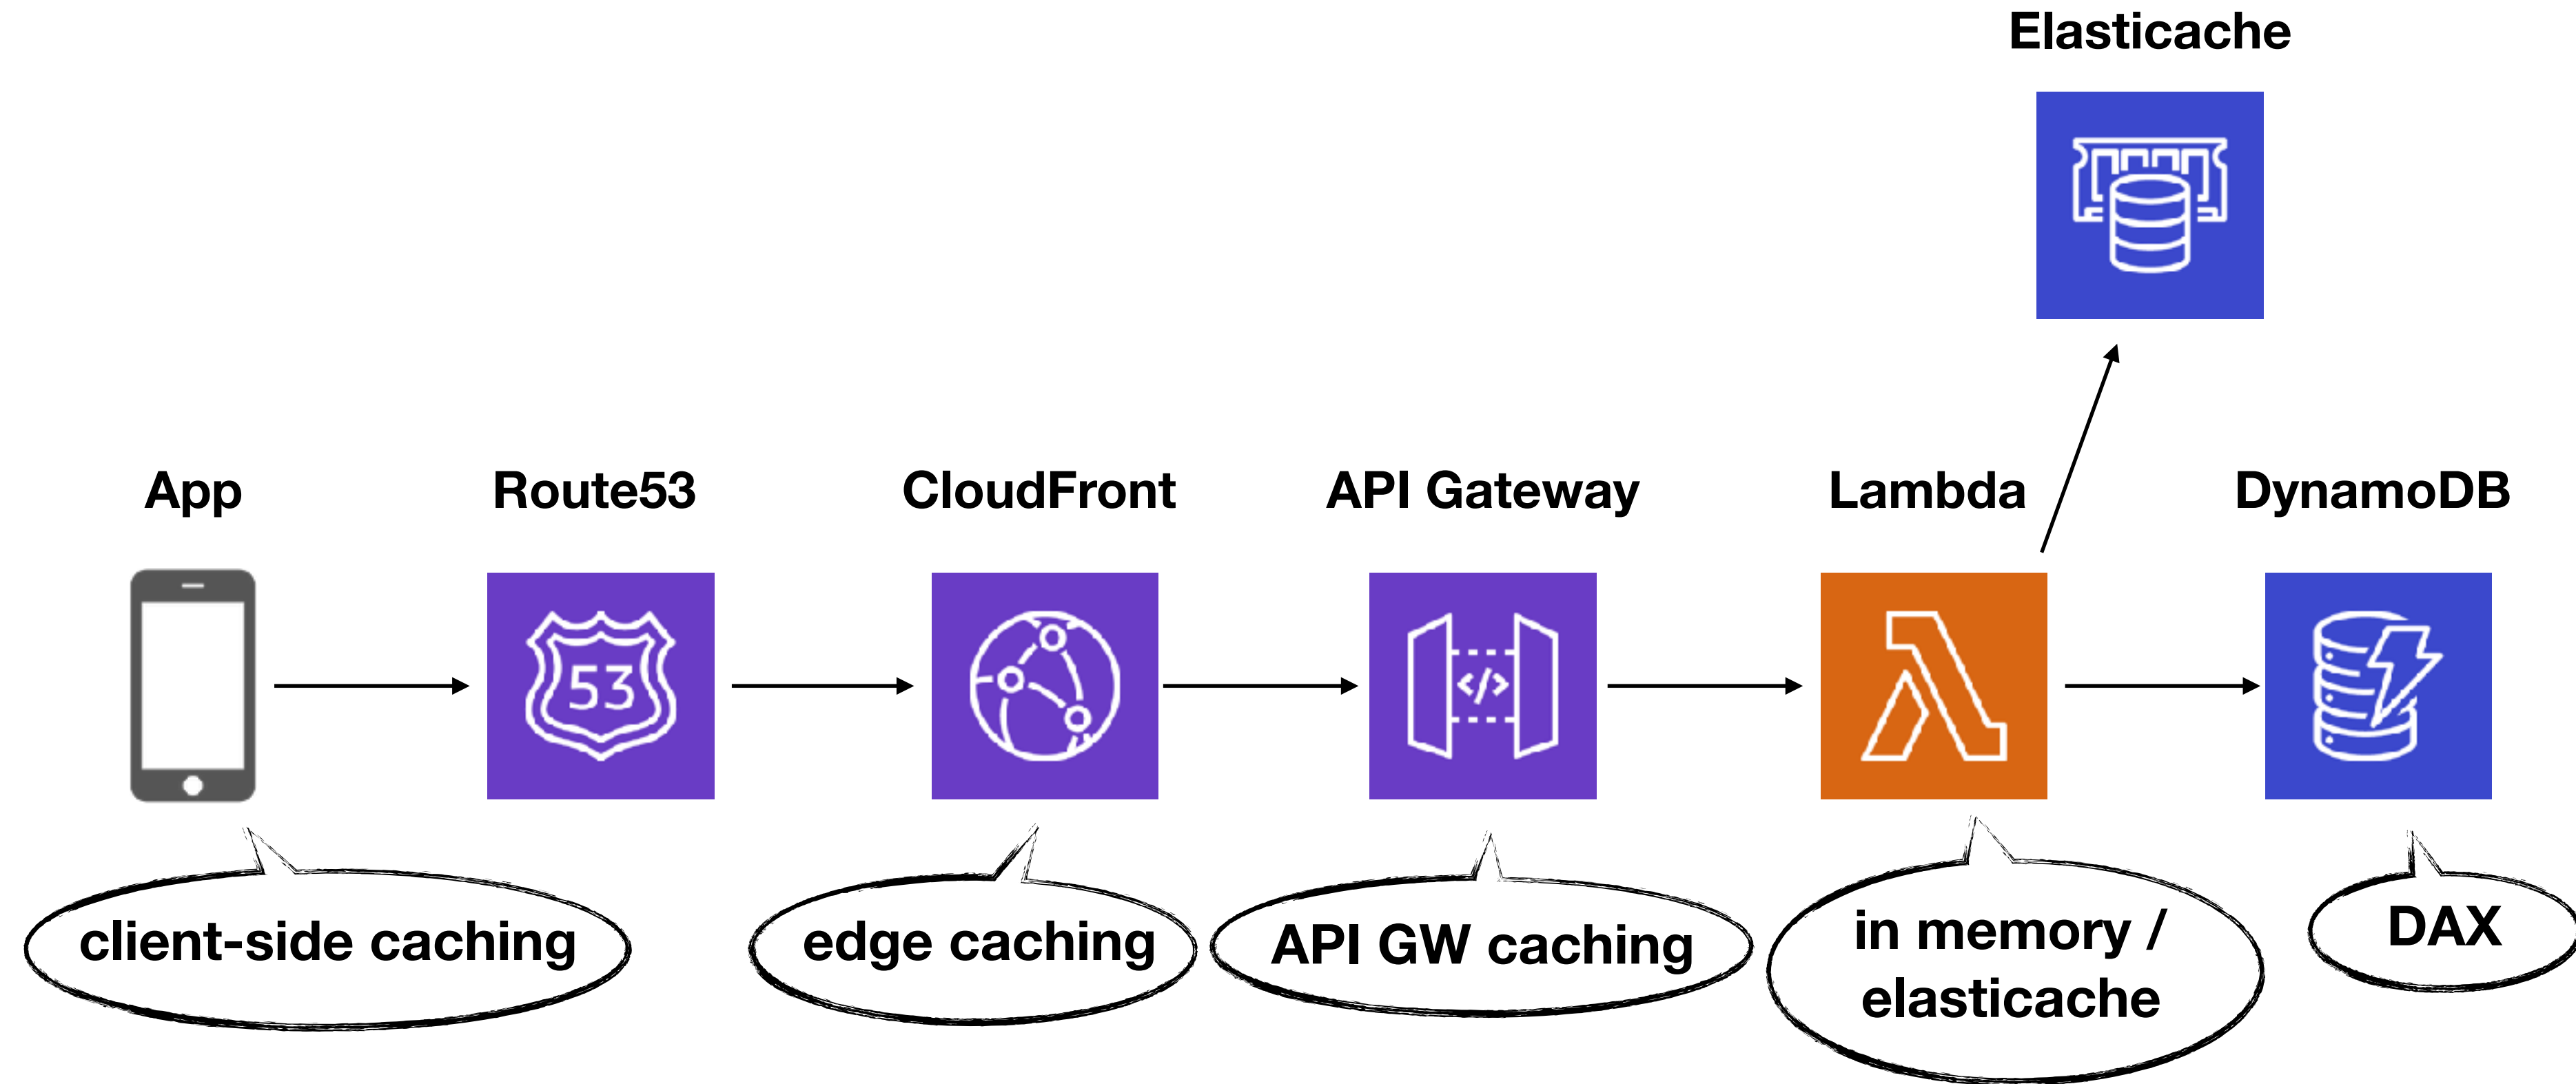 Elasticache
App
Route53
CloudFront
API Gateway
Lambda
DynamoDB
53
</>
client-side caching
edge caching
API GW caching
in memory /
elasticache
DAX